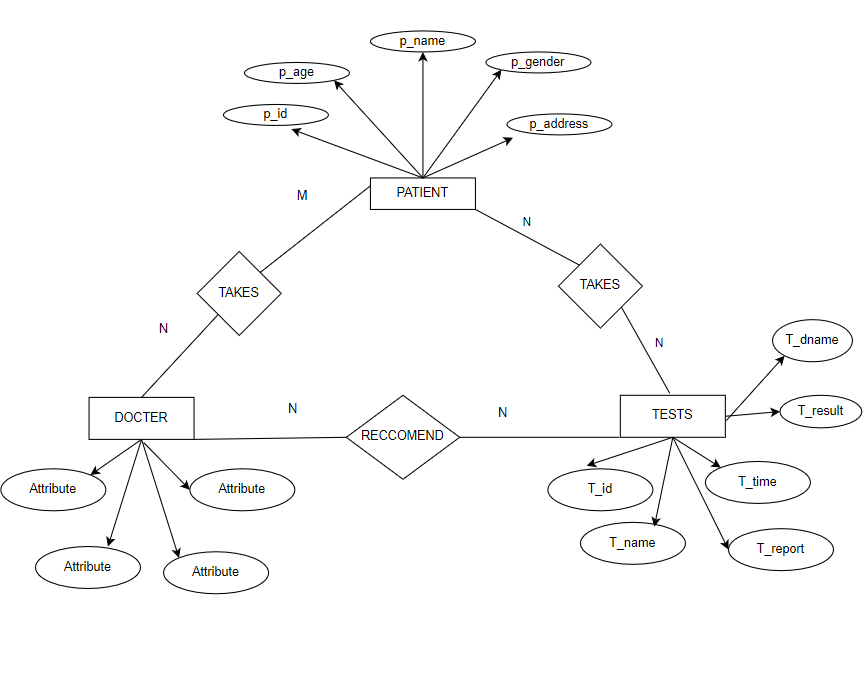 p_name
p_gender
p_age
p_id
p_address
PATIENT
M
N
TAKES
TAKES
N
N
T_dname
T_result
DOCTER
N
RECCOMEND
N
TESTS
Attribute
Attribute
T_id
T_time
Attribute
Attribute
T_name
T_report